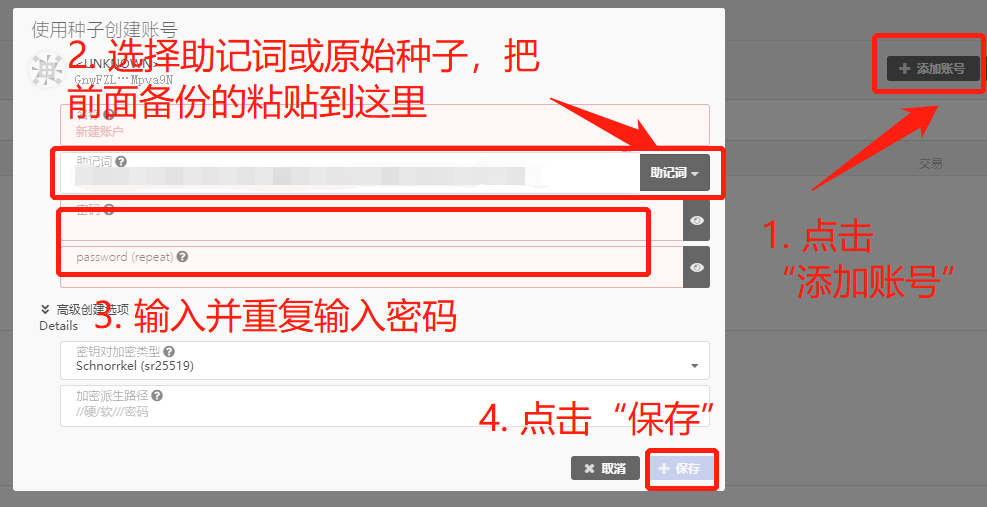 使用种子创建账号
2. 选择助记词或原始种子，把
前面备份的粘贴到这里
<UNKNOWN>
GnwFZL···Mpva9N
新建账户
助记词
助记词
密码
password (repeat)
高级创建选项
Details
3. 输入并重复输入密码
密钥对加密类型
Schnorrkel (sr25519)
加密派生路径
//硬/软///密码
4. 点击“保存”
取消
保存
添加账号
交易
1. 点击
“添加账号”